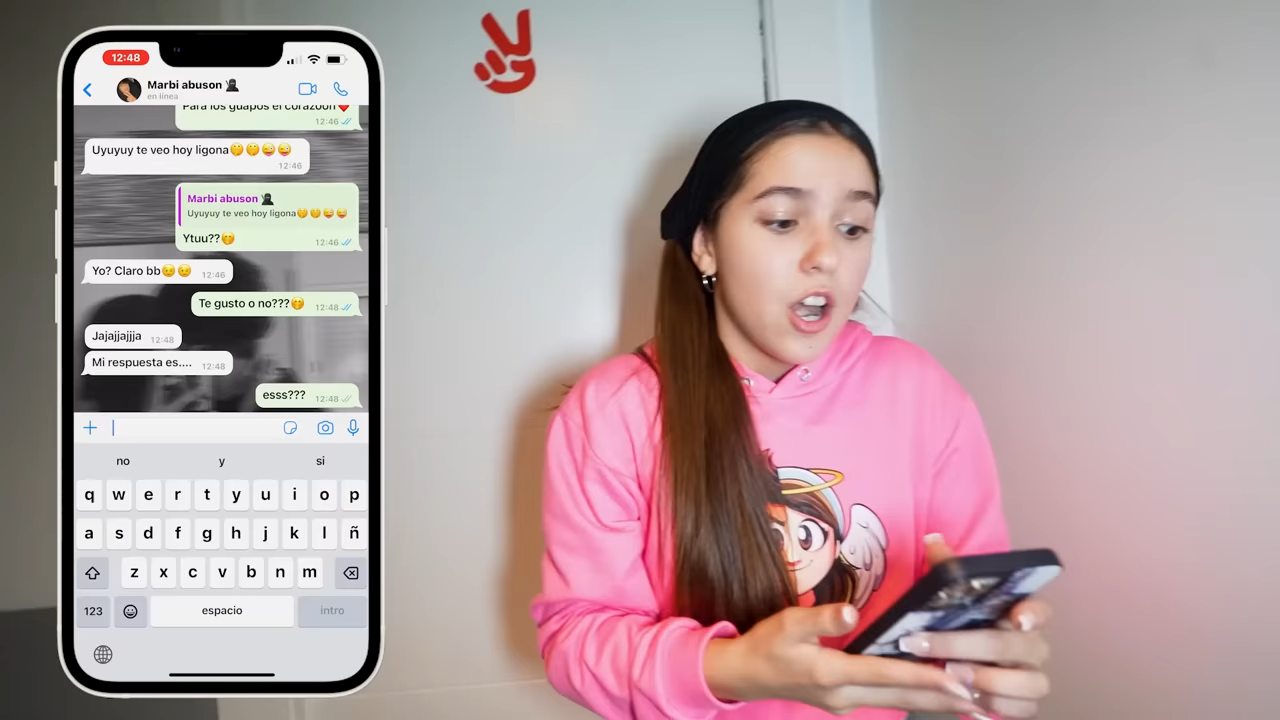 12:48
Marbi abuson
en línea
Para los guapos el corazoon❤️
12:46
Uyuyuy te veo hoy ligona🤭🤭😜😜
12:46
Marbi abuson
Uyuyuy te veo hoy ligona🤭🤭😜😜
Ytuu??🤭
12:46
Yo? Claro bb😏😏
12:46
Te gusto o no???🤭
12:48
Jajajjajjja
12:48
Mi respuesta es....
12:48
esss???
12:48
no y si
q w e r t y u i o p
a s d f g h j k l ñ
z x c v b n m
123 espacio intro